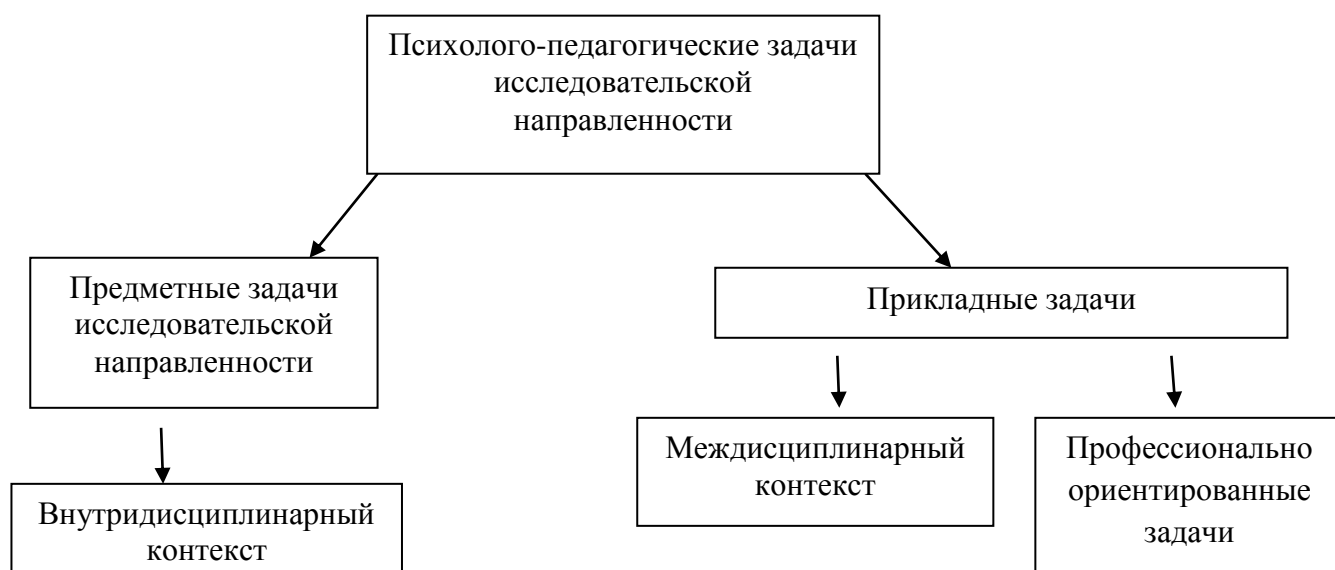 Психолого-педагогические задачи
исследовательской
направленности
Предметные задачи
исследовательской
направленности
Прикладные задачи
Междисциплинарный
контекст
Профессионально
ориентированные
задачи
Внутридисциплинарный
контекст